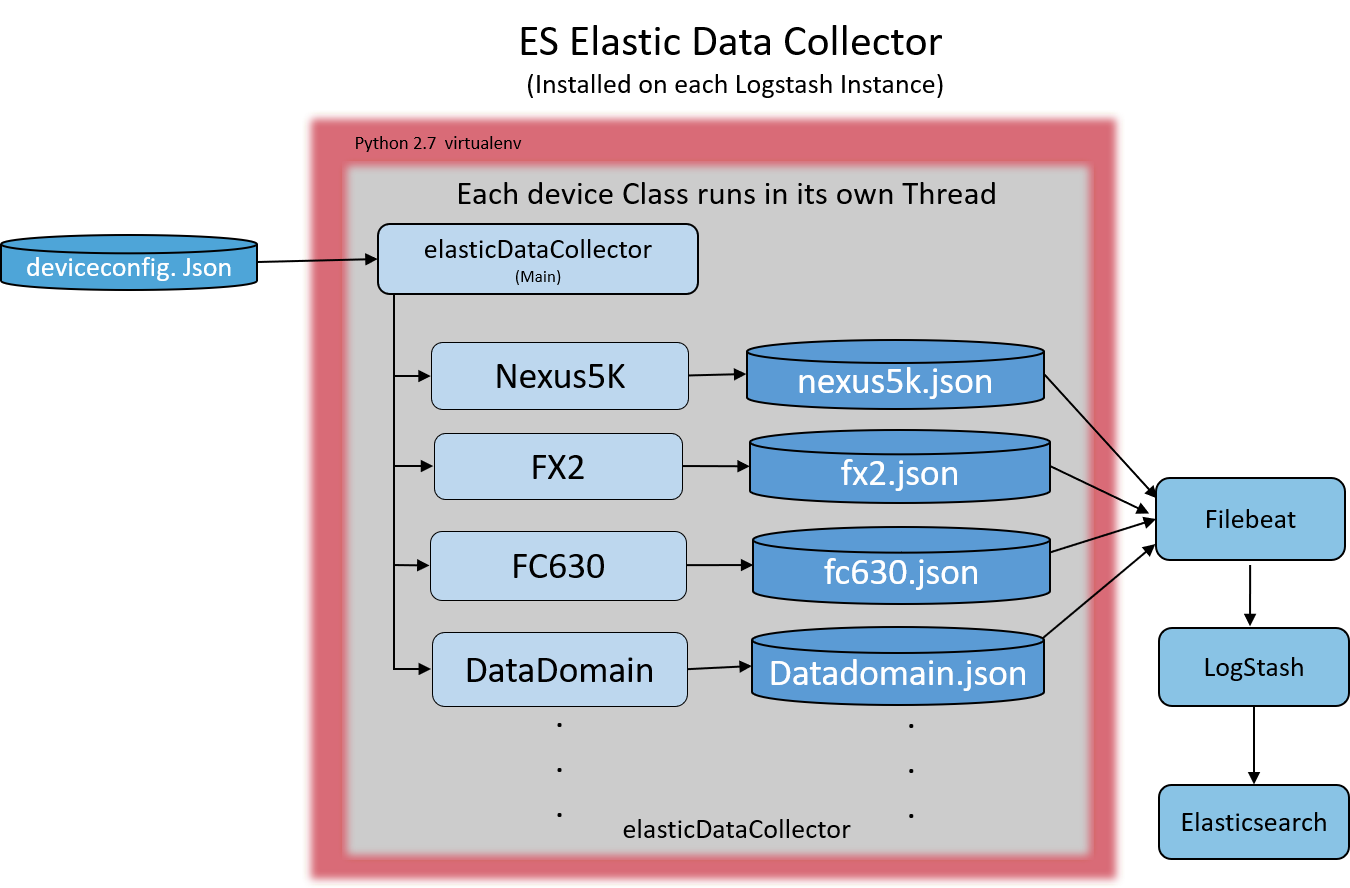 ES Elastic Data Collector
(Installed on each Logstash Instance)
Python 2.7 virtualenv
Each device Class runs in its own Thread
deviceconfig. Json
elasticDataCollector
(Main)
Nexus5K
nexus5k.json
FX2
fx2.json
FC630
fc630.json
DataDomain
Datadomain.json
Filebeat
LogStash
Elasticsearch
elasticDataCollector